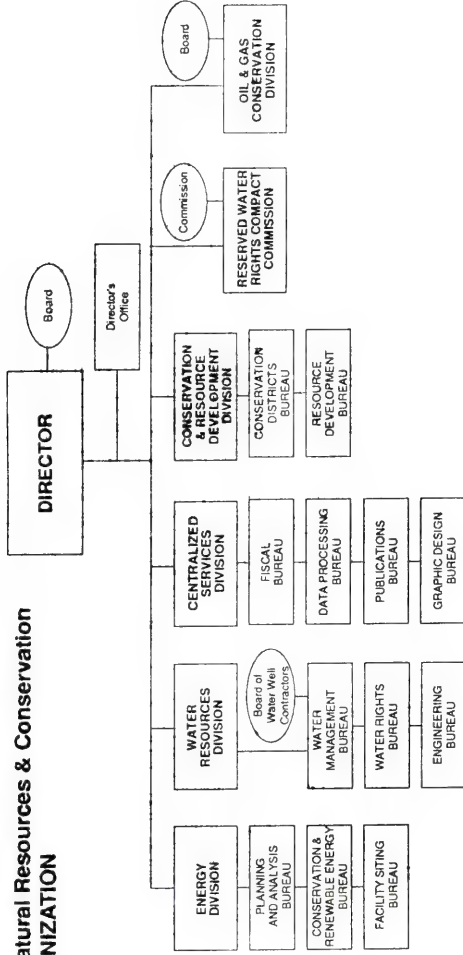 atural Resources & Conservation
NIZATION
DIRECTOR
Board
Director's
Office
ENERGY
DIVISION
PLANNING
AND ANALYSIS
BUREAU
CONSERVATION &
RENEWABLE ENERGY
BUREAU
FACILITY SITING
BUREAU
WATER
RESOURCES
DIVISION
Board of
Water Well
Contractors
WATER
MANAGEMENT
BUREAU
WATER RIGHTS
BUREAU
ENGINEERING
BUREAU
CENTRALIZED
SERVICES
DIVISION
FISCAL
BUREAU
DATA PROCESSING
BUREAU
PUBLICATIONS
BUREAU
GRAPHIC DESIGN
BUREAU
CONSERVATION
& RESOURCE
DEVELOPMENT
DIVISION
CONSERVATION
DISTRICTS
BUREAU
RESOURCE
DEVELOPMENT
BUREAU
Commission
RESERVED WATER
RIGHTS COMPACT
COMMISSION
Board
OIL & GAS
CONSERVATION
DIVISION